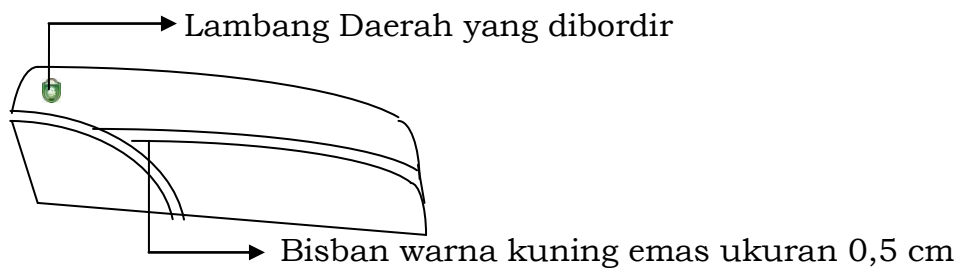 Lambang Daerah yang dibordir
Bisban warna kuning emas ukuran 0,5 cm